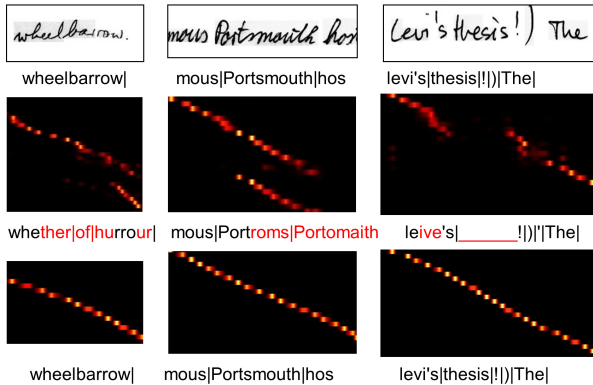 wheelbarrow. mous Portsmouth hos Levi's thesis!) The
wheelbarrow| mous|Portsmouth|hos levi's|thesis|!|)|The|
whether|of|hurrour| mous|Portroms|Portomaith leive's|______!|)|'|The|
wheelbarrow| mous|Portsmouth|hos levi's|thesis|!|)|The|